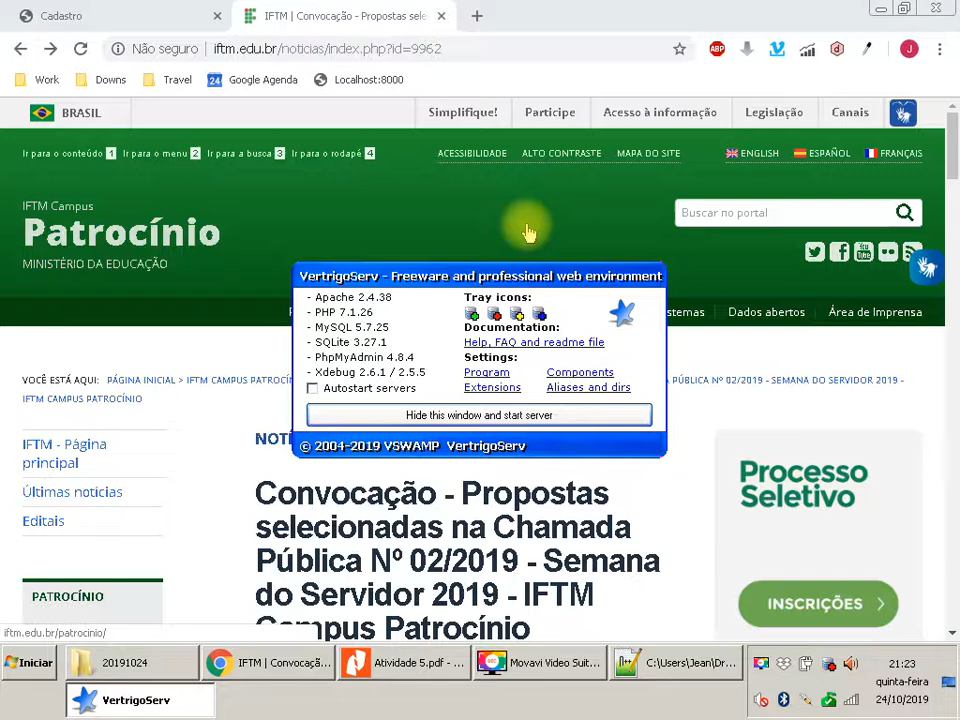 Cadastro
IFTM | Convocação - Propostas sele
Não seguro
iftm.edu.br/noticias/index.php?id=9962
ABP
J
Work
Downs
Travel
24
Google Agenda
Localhost:8000
BRASIL
Simplifique!
Participe
Acesso à informação
Legislação
Canais
Ir para o conteúdo 1
Ir para o menu 2
Ir para a busca 3
Ir para o rodapé 4
ACESSIBILIDADE
ALTO CONTRASTE
MAPA DO SITE
ENGLISH
ESPAÑOL
FRANÇAIS
IFTM Campus
Patrocínio
MINISTÉRIO DA EDUCAÇÃO
Buscar no portal
Dados abertos
Área de Imprensa
VertrigoServ - Freeware and professional web environment
- Apache 2.4.38
- PHP 7.1.26
- MySQL 5.7.25
- SQLite 3.27.1
- PhpMyAdmin 4.8.4
- Xdebug 2.6.1 / 2.5.5
Autostart servers
Tray icons:
Documentation:
Help, FAQ and readme file
Settings:
Program
Components
Extensions
Aliases and dirs
Hide this window and start server
© 2004-2019 VSWAMP VertrigoServ
VOCÊ ESTÁ AQUI:
PÁGINA INICIAL > IFTM CAMPUS
PÚBLICA Nº 02/2019 - SEMANA DO SERVIDOR 2019 -
IFTM CAMPUS PATROCÍNIO
IFTM - Página
principal
Últimas noticias
Editais
PATROCÍNIO
Convocação - Propostas
selecionadas na Chamada
Pública Nº 02/2019 - Semana
do Servidor 2019 - IFTM
Campus Patrocínio
Processo
Seletivo
INSCRIÇÕES
iftm.edu.br/patrocinio/
Iniciar
20191024
IFTM | Convocaçã...
Atividade 5.pdf - ...
Movavi Video Suit...
C:\Users\Jean\Dr...
VertrigoServ
21:23
quinta-feira
24/10/2019